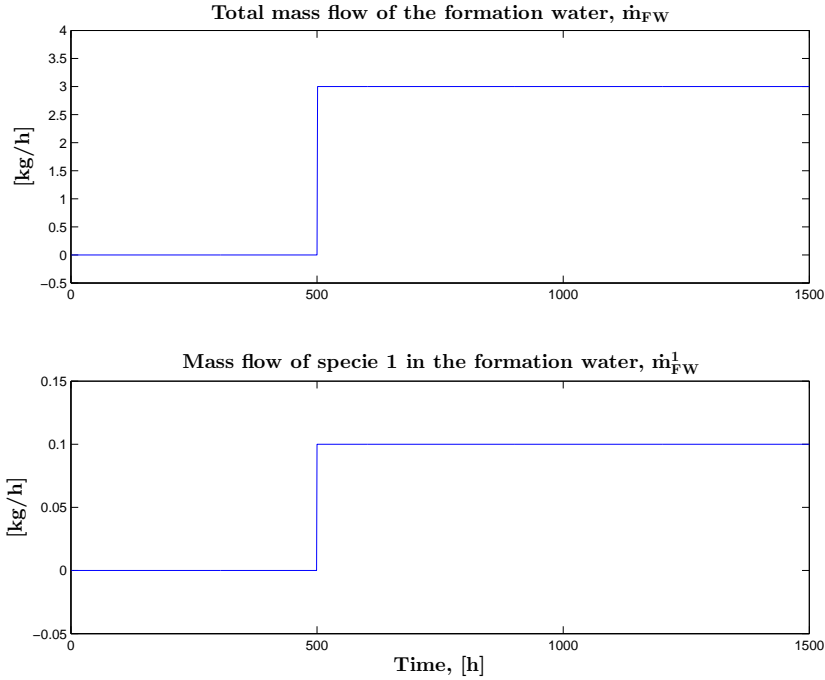 Total mass flow of the formation water, ṁ_FW
4
3.5
3
2.5
2
1.5
1
0.5
0
−0.5
[kg/h]
0 500 1000 1500
Mass flow of specie 1 in the formation water, ṁ¹_FW
0.15
0.1
0.05
0
−0.05
[kg/h]
0 500 1000 1500
Time, [h]